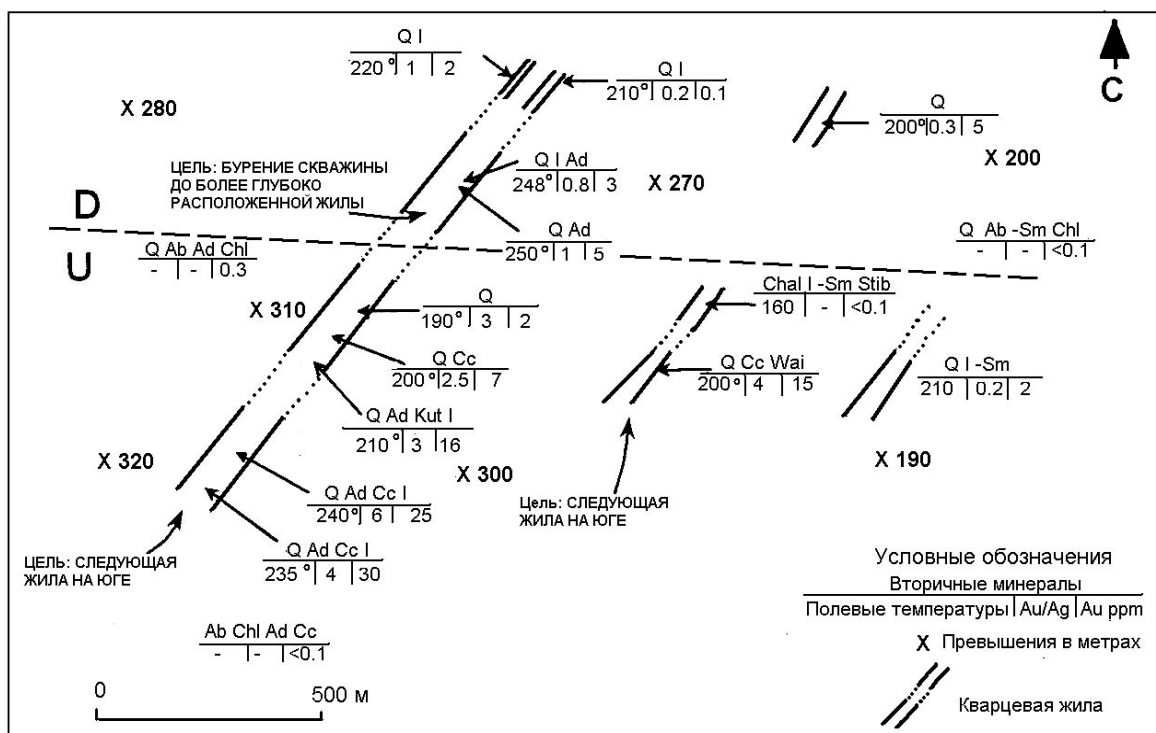 Q I
220°| 1 | 2
Q I
210°|0.2|0.1
С
X 280
Q
200°|0.3| 5
ЦЕЛЬ: БУРЕНИЕ СКВАЖИНЫ
ДО БОЛЕЕ ГЛУБОКО
РАСПОЛОЖЕННОЙ ЖИЛЫ
Q I Ad
248°| 0.8 | 3
X 270
X 200
D
U
Q Ab Ad Chl
- | - | 0.3
Q Ad
250°| 1 | 5
Q Ab -Sm Chl
- | - |<0.1
X 310
Q
190°| 3 | 2
Chal I -Sm Stib
160 | - |<0.1
Q Cc
200°|2.5| 7
Q Cc Wai
200°| 4 | 15
Q I -Sm
210 | 0.2| 2
Q Ad Kut I
210°| 3 |16
X 320
X 300
X 190
Q Ad Cc I
240°| 6 | 25
Цель: СЛЕДУЮЩАЯ
ЖИЛА НА ЮГЕ
ЦЕЛЬ: СЛЕДУЮЩАЯ
ЖИЛА НА ЮГЕ
Q Ad Cc I
235°| 4 | 30
Условные обозначения
Вторичные минералы
Полевые температуры |Au/Ag |Au ppm
X Превышения в метрах
Кварцевая жила
Ab Chl Ad Cc
- | - |<0.1
0 500 м